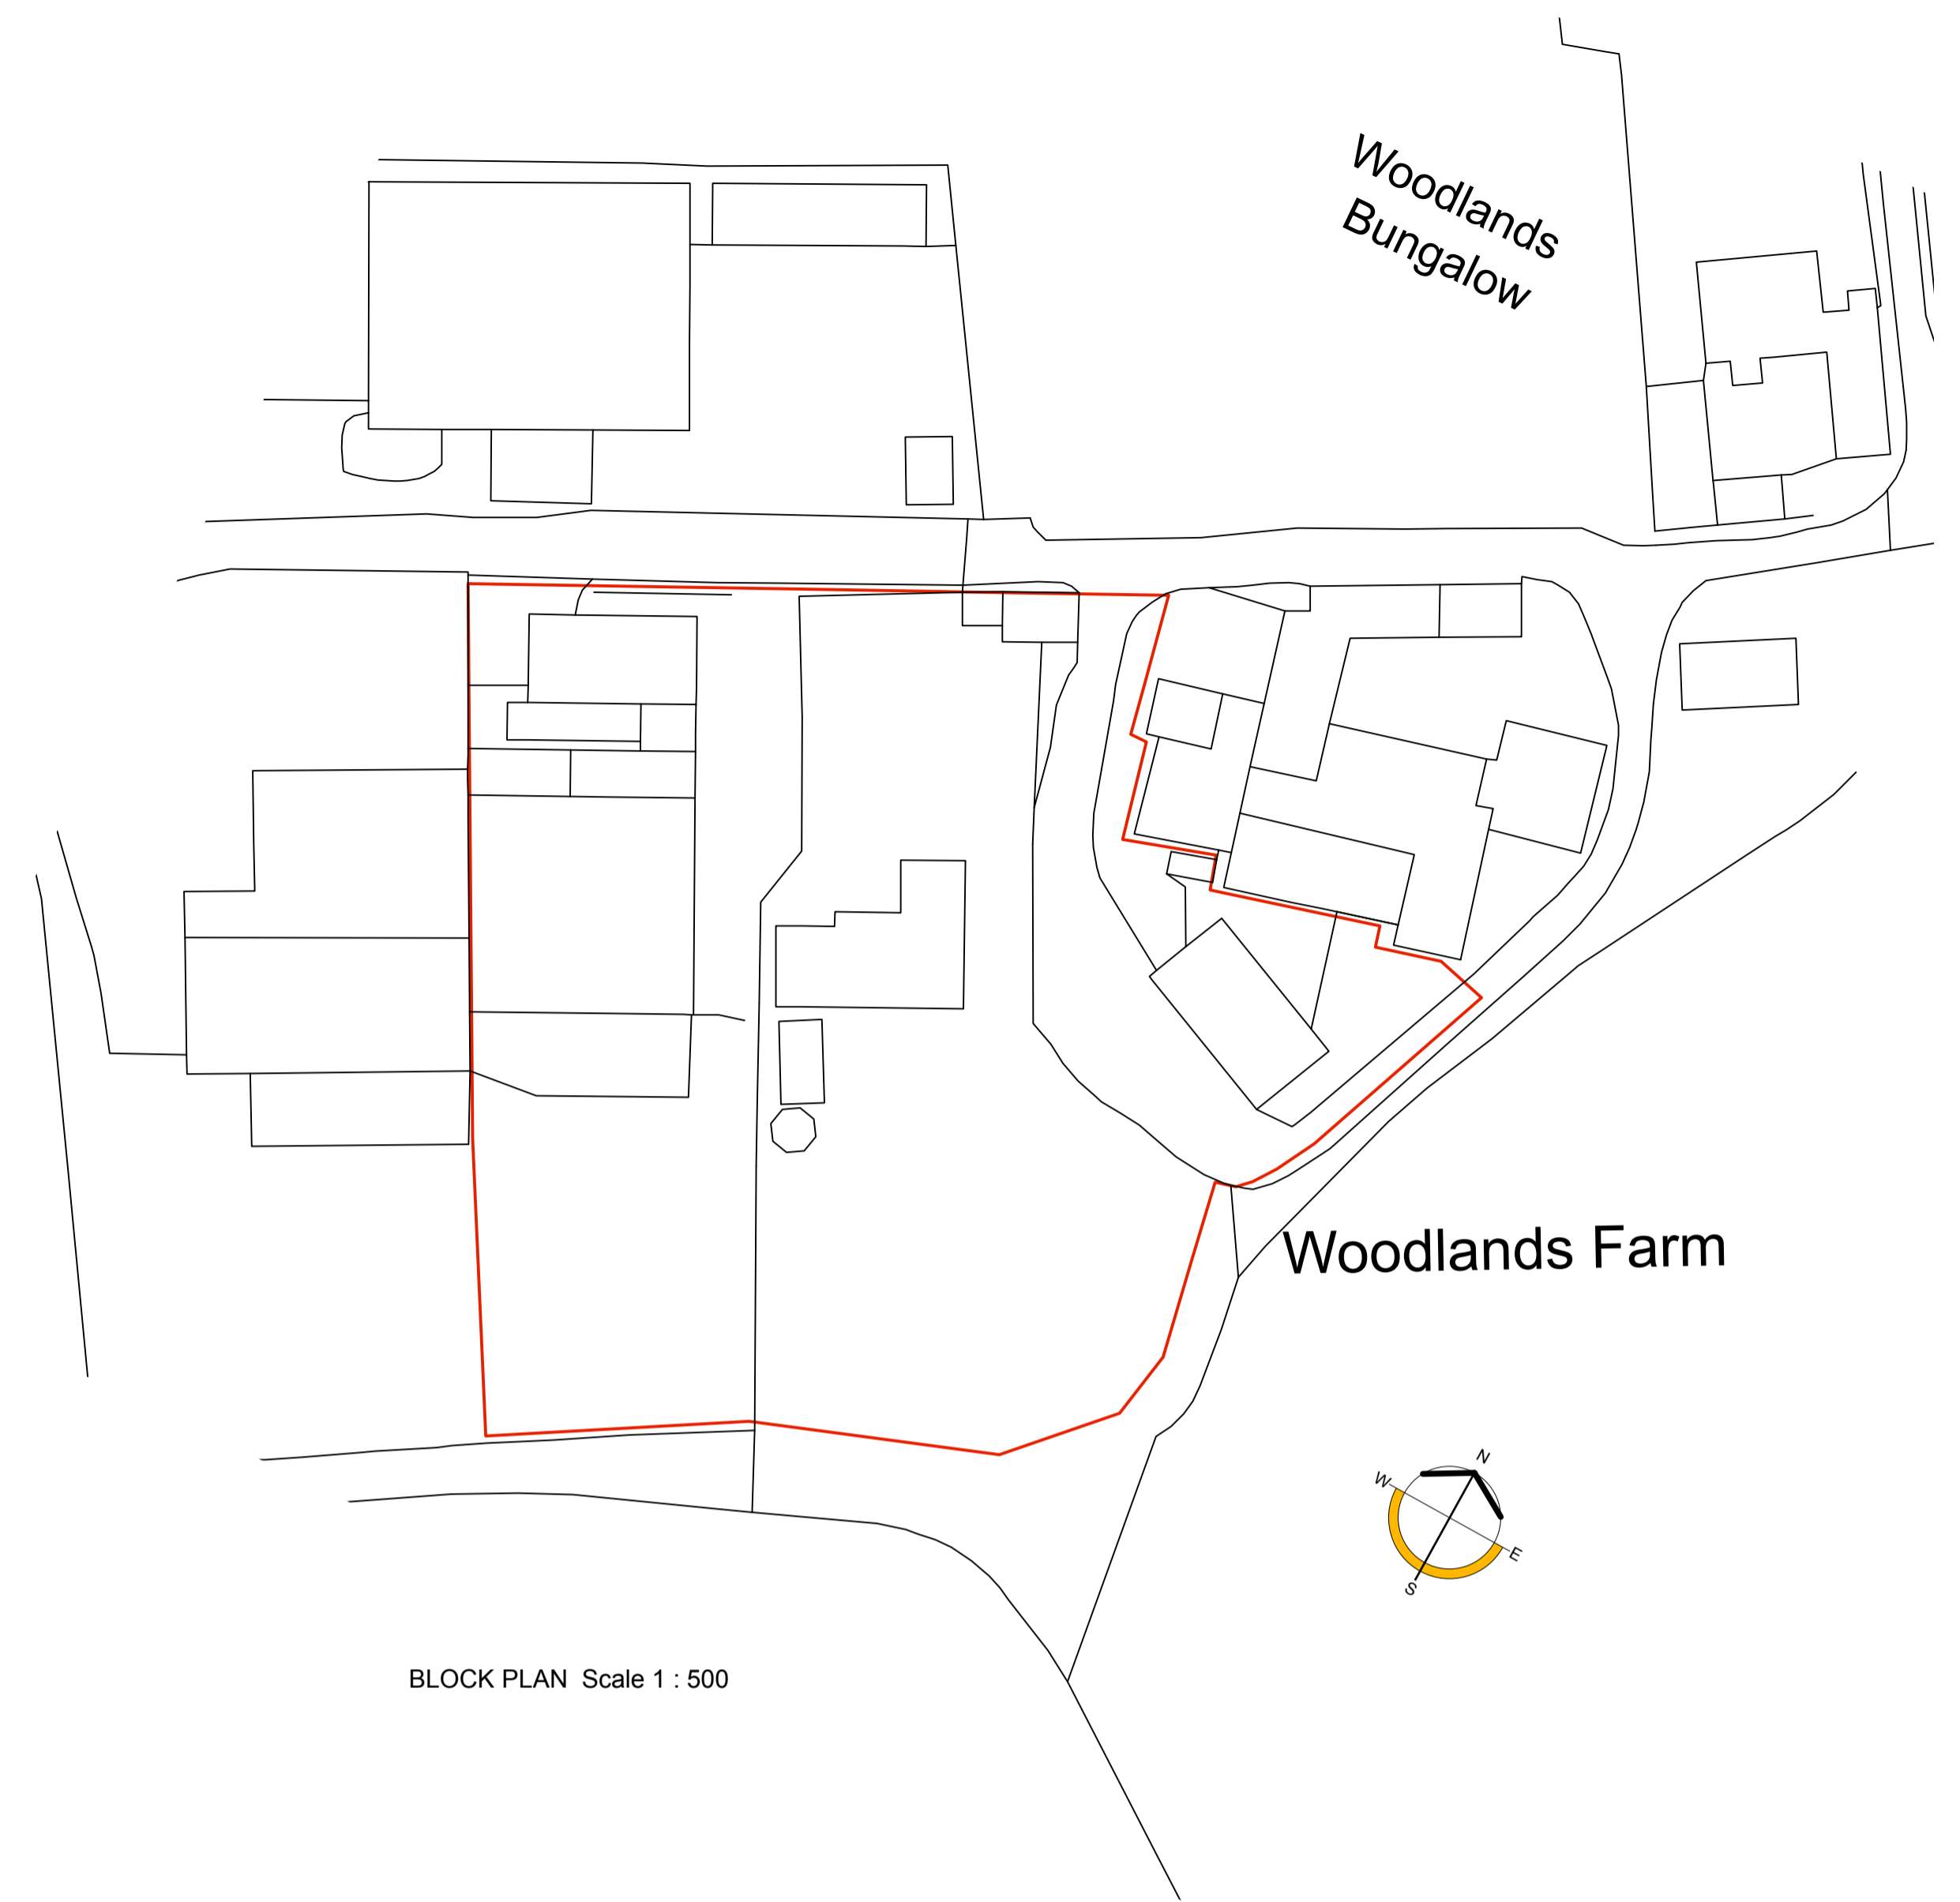 Woodlands
Bungalow
Woodlands Farm
N
W
E
S
BLOCK PLAN Scale 1 : 500